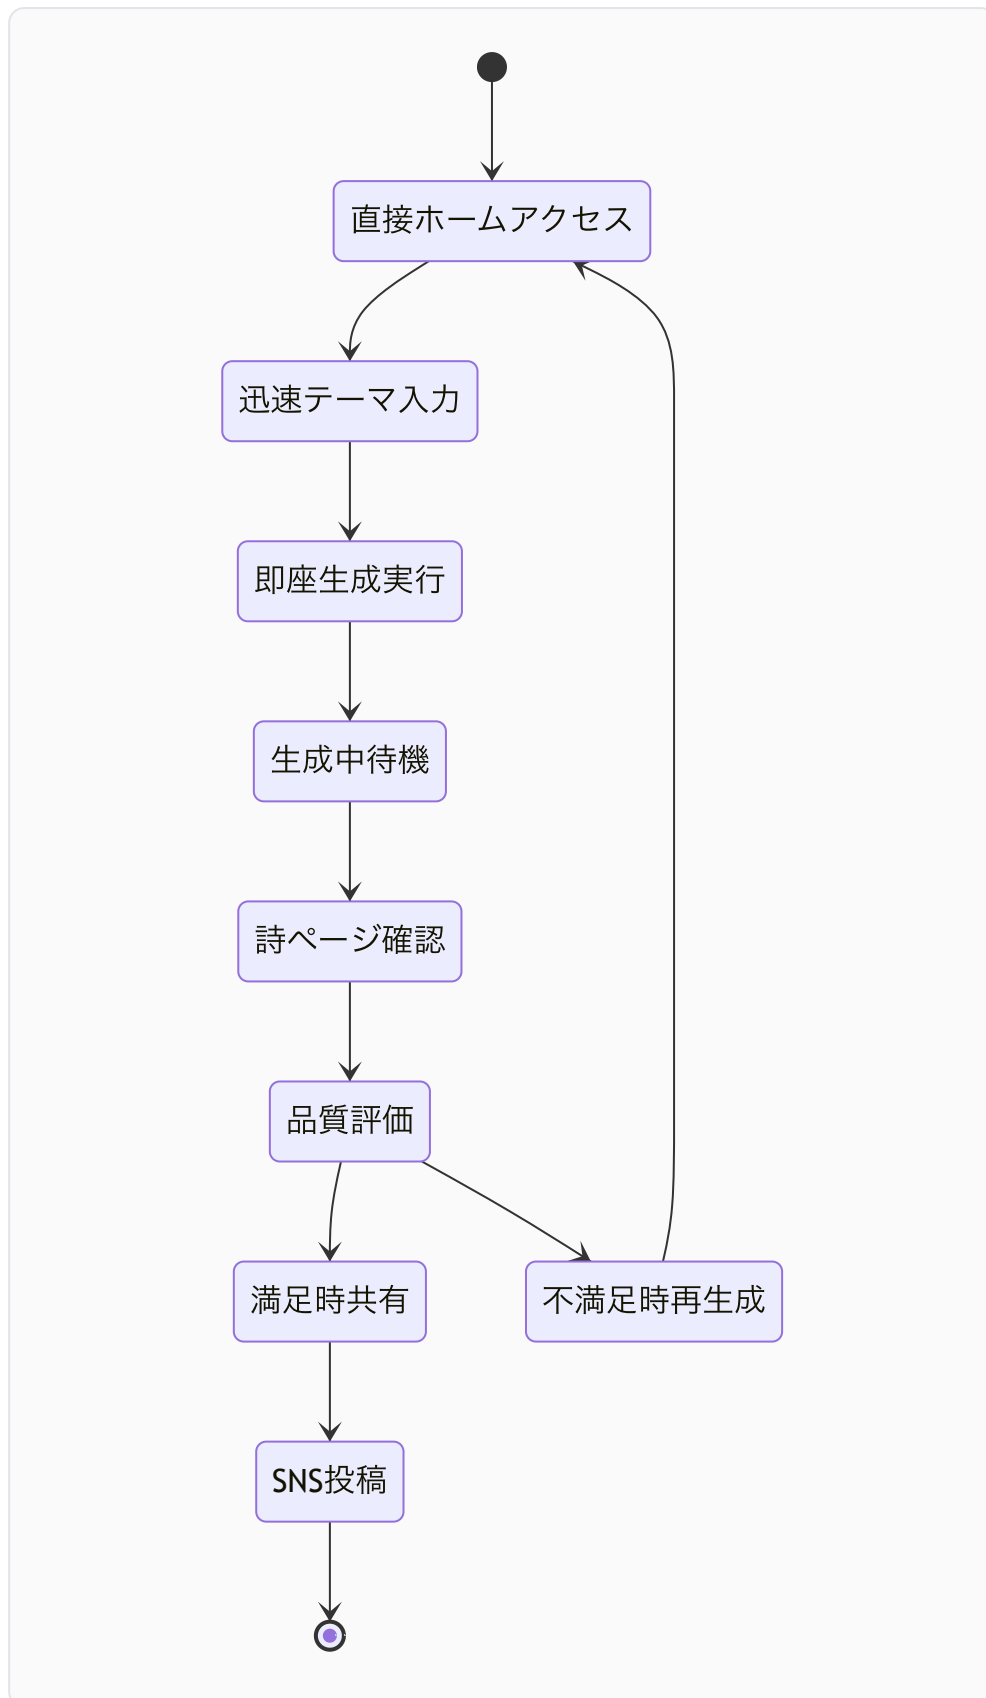 直接ホームアクセス
迅速テーマ入力
即座生成実行
生成中待機
詩ページ確認
品質評価
満足時共有
不満足時再生成
SNS投稿